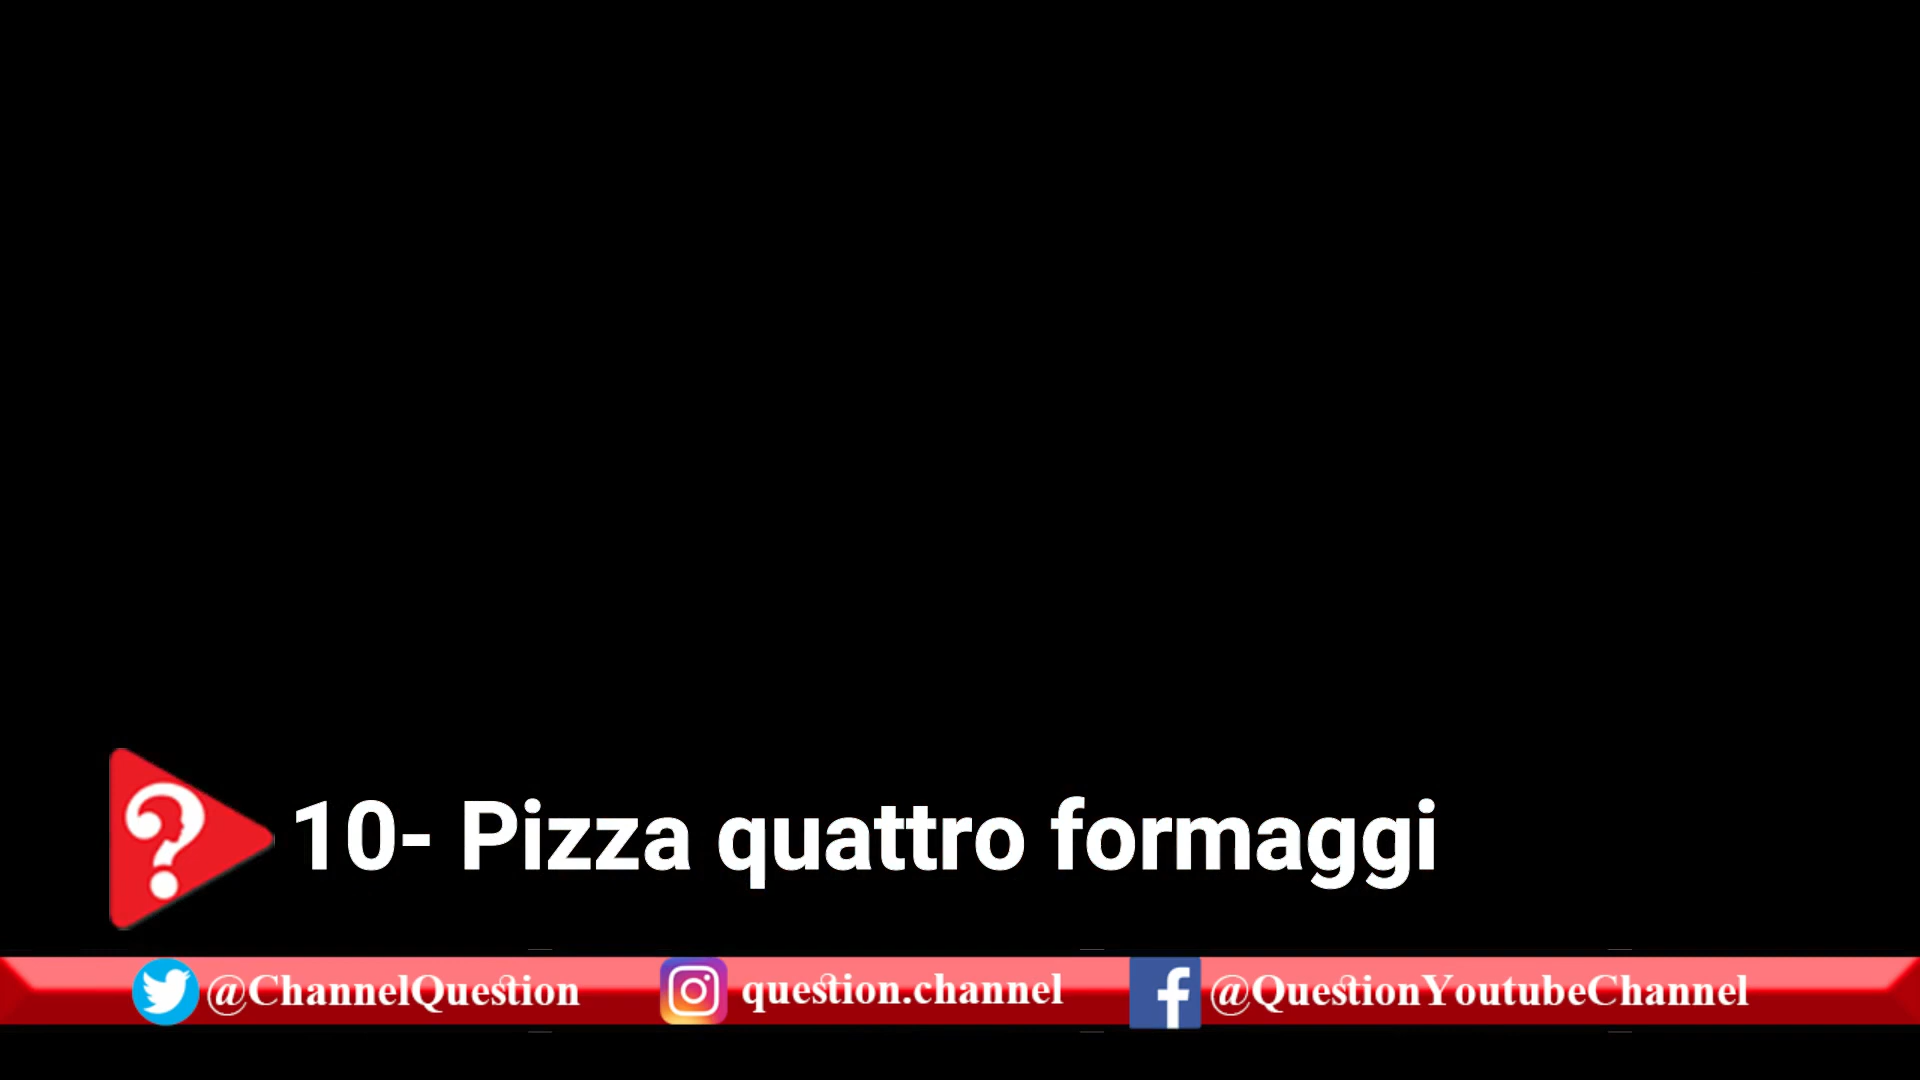 10- Pizza quattro formaggi
@ChannelQuestion question.channel @QuestionYoutubeChannel